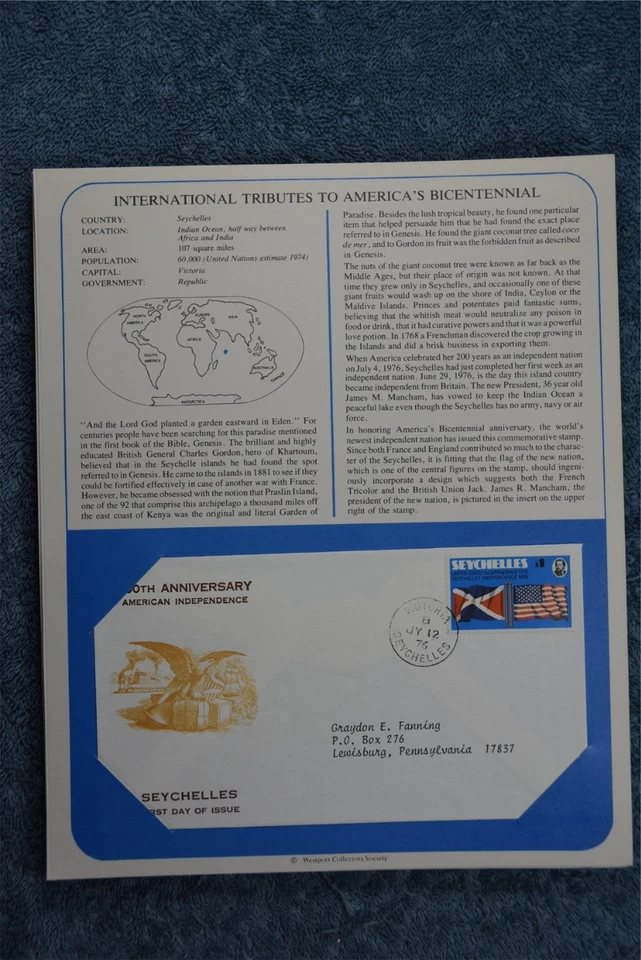 INTERNATIONAL TRIBUTES TO AMERICA'S BICENTENNIAL
COUNTRY: Seychelles
LOCATION: Indian Ocean, half way between
Africa and India
AREA: 107 square miles
POPULATION: 60,000 (United Nations estimate 1974)
CAPITAL: Victoria
GOVERNMENT: Republic
NORTH
AMERICA
EUROPE
ASIA
AFRICA
SOUTH
AMERICA
AUSTRALIA
ANTARCTICA
"And the Lord God planted a garden eastward in Eden." For
centuries people have been searching for this paradise mentioned
in the first book of the Bible, Genesis. The brilliant and highly
educated British General Charles Gordon, hero of Khartoum,
believed that in the Seychelle islands he had found the spot
referred to in Genesis. He came to the islands in 1881 to see if they
could be fortified effectively in case of another war with France.
However, he became obsessed with the notion that Praslin Island,
one of the 92 that comprise this archipelago a thousand miles off
the east coast of Kenya was the original and literal Garden of
Paradise. Besides the lush tropical beauty, he found one particular
item that helped persuade him that he had found the exact place
referred to in Genesis. He found the giant coconut tree called coco
de mer, and to Gordon its fruit was the forbidden fruit as described
in Genesis.
The nuts of the giant coconut tree were known as far back as the
Middle Ages, but their place of origin was not known. At that
time they grew only in Seychelles, and occasionally one of these
giant fruits would wash up on the shore of India, Ceylon or the
Maldive Islands. Princes and potentates paid fantastic sums,
believing that the whitish meat would neutralize any poison in
food or drink, that it had curative powers and that it was a powerful
love potion. In 1768 a Frenchman discovered the crop growing in
the Islands and did a brisk business in exporting them.
When America celebrated her 200 years as an independent nation
on July 4, 1976, Seychelles had just completed her first week as an
independent nation. June 29, 1976, is the day this island country
became independent from Britain. The new President, 36 year old
James M. Mancham, has vowed to keep the Indian Ocean a
peaceful lake even though the Seychelles has no army, navy or air
force.
In honoring America's Bicentennial anniversary, the world's
newest independent nation has issued this commemorative stamp.
Since both France and England contributed so much to the charac-
ter of the Seychelles, it is fitting that the flag of the new nation,
which is one of the central figures on the stamp, should ingeni-
ously incorporate a design which suggests both the French
Tricolor and the British Union Jack. James R. Mancham, the
president of the new nation, is pictured in the insert on the upper
right of the stamp.
00TH ANNIVERSARY
AMERICAN INDEPENDENCE
SEYCHELLES
RST DAY OF ISSUE
SEYCHELLES $1
VICTORIA
B
JY 12
76
SEYCHELLES
Graydon E. Fanning
P.O. Box 276
Lewisburg, Pennsylvania 17837
© Westport Collectors Society